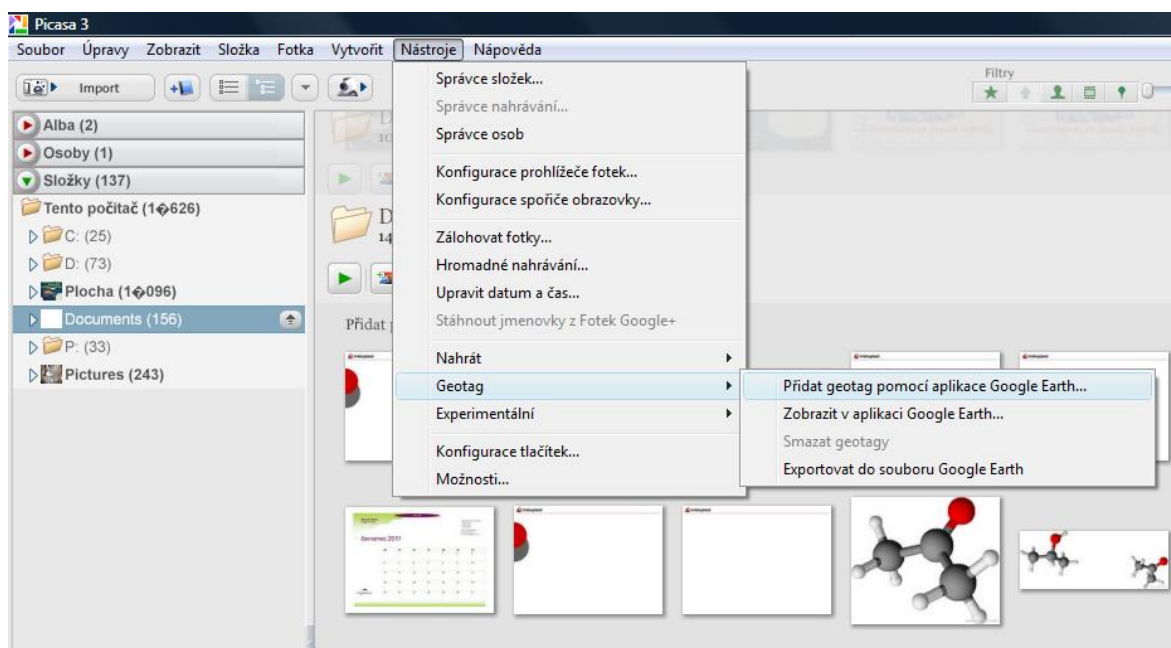 Picasa 3
Soubor Úpravy Zobrazit Složka Fotka Vytvořit Nástroje Nápověda
Import
Filtry
Alba (2)
Osoby (1)
Složky (137)
Tento počítač (1�626)
C: (25)
D: (73)
Plocha (1�096)
Documents (156)
P: (33)
Pictures (243)
Správce složek...
Správce nahrávání...
Správce osob
Konfigurace prohlížeče fotek...
Konfigurace spořiče obrazovky...
Zálohovat fotky...
Hromadné nahrávání...
Upravit datum a čas...
Stáhnout jmenovky z Fotek Google+
Nahrát
Geotag
Experimentální
Konfigurace tlačítek...
Možnosti...
Přidat geotag pomocí aplikace Google Earth...
Zobrazit v aplikaci Google Earth...
Smazat geotagy
Exportovat do souboru Google Earth
D
14
Přidat
červenec 2011